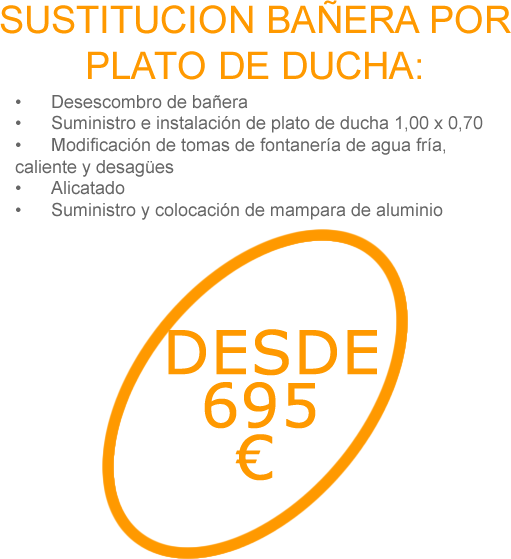 SUSTITUCION BAÑERA POR
PLATO DE DUCHA:
• Desescombro de bañera
• Suministro e instalación de plato de ducha 1,00 x 0,70
• Modificación de tomas de fontanería de agua fría,
caliente y desagües
• Alicatado
• Suministro y colocación de mampara de aluminio
DESDE
695
€